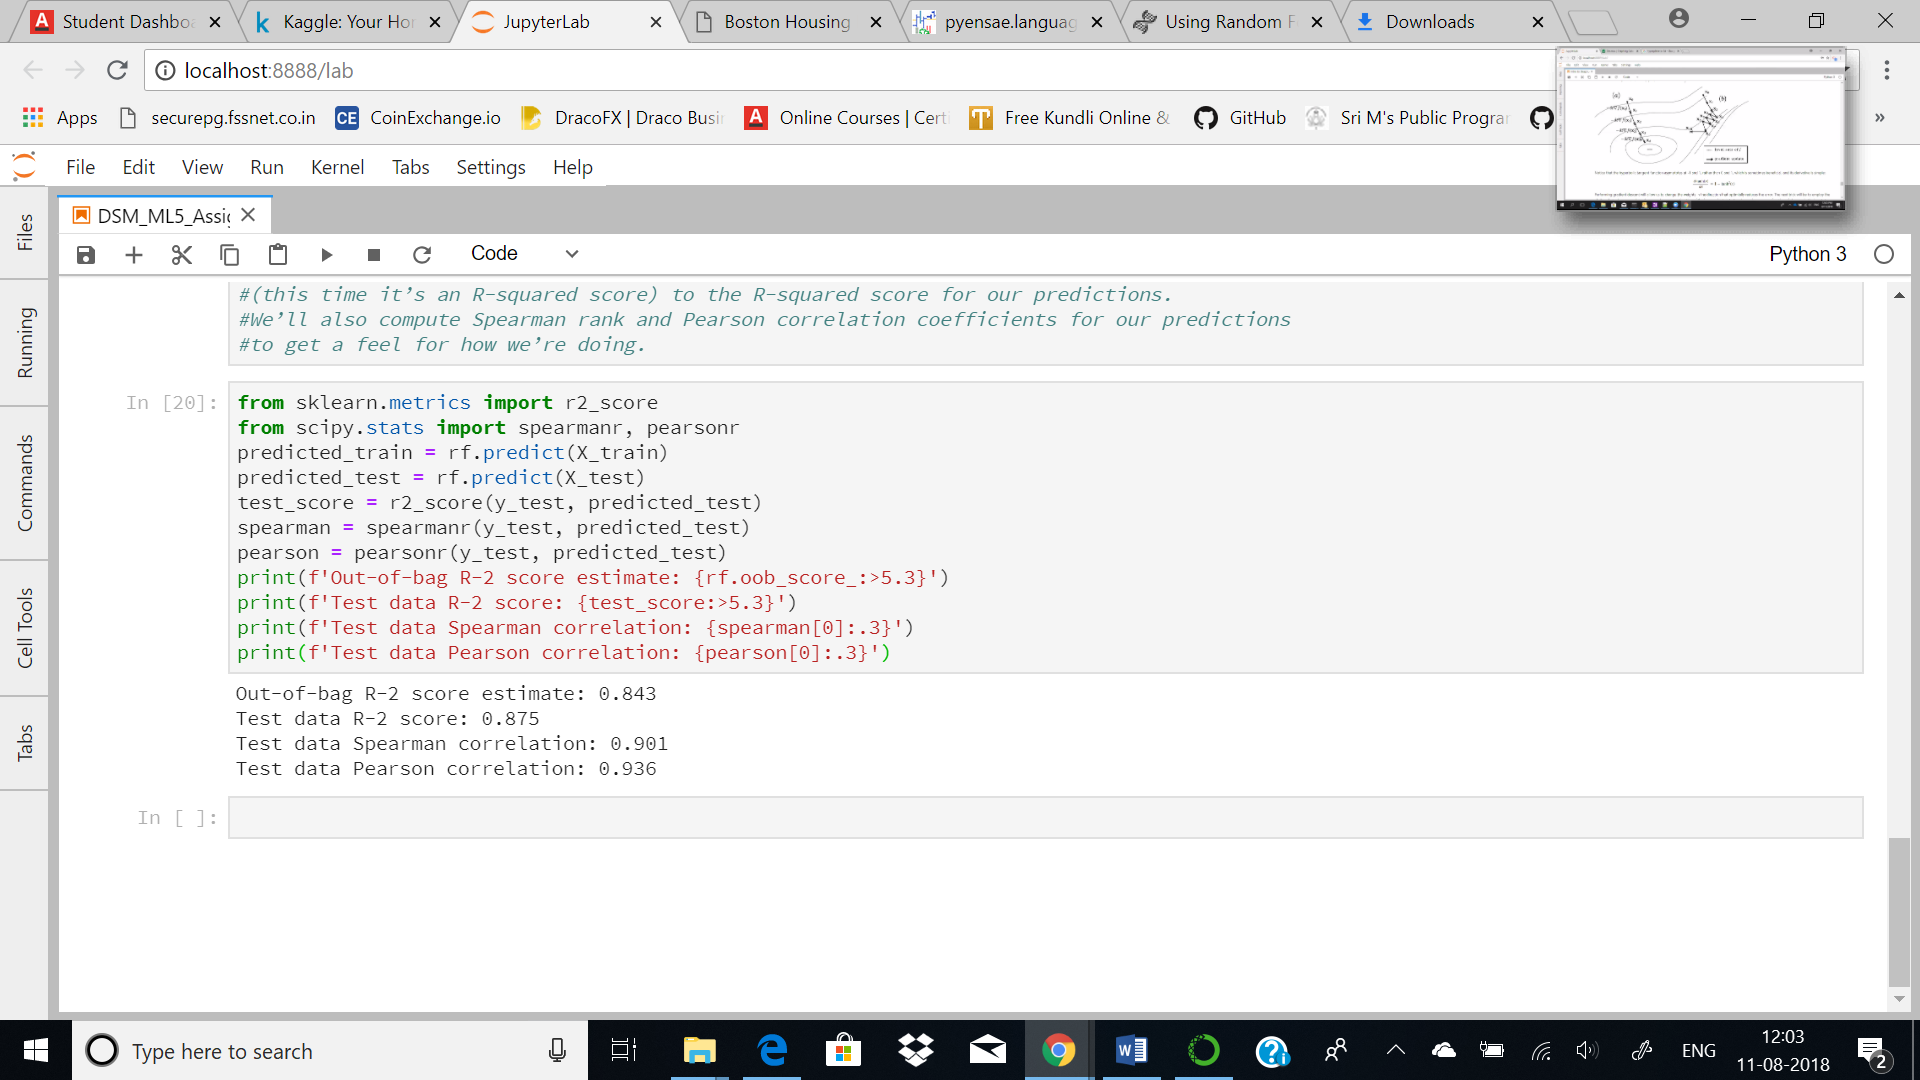 Student Dashbo
Kaggle: Your Ho
JupyterLab
Boston Housing
pyensae.languag
Using Random F
Downloads
localhost:8888/lab
Apps
securepg.fssnet.co.in
CE
CoinExchange.io
DracoFX | Draco Busi
Online Courses | Certi
Free Kundli Online &
GitHub
Sri M's Public Progra
»
File Edit View Run Kernel Tabs Settings Help
Files
Running
Commands
Cell Tools
Tabs
DSM_ML5_Assig
Code
Python 3
#(this time it’s an R-squared score) to the R-squared score for our predictions.
#We’ll also compute Spearman rank and Pearson correlation coefficients for our predictions
#to get a feel for how we’re doing.
In [20]:
from sklearn.metrics import r2_score
from scipy.stats import spearmanr, pearsonr
predicted_train = rf.predict(X_train)
predicted_test = rf.predict(X_test)
test_score = r2_score(y_test, predicted_test)
spearman = spearmanr(y_test, predicted_test)
pearson = pearsonr(y_test, predicted_test)
print(f'Out-of-bag R-2 score estimate: {rf.oob_score_:>5.3}')
print(f'Test data R-2 score: {test_score:>5.3}')
print(f'Test data Spearman correlation: {spearman[0]:.3}')
print(f'Test data Pearson correlation: {pearson[0]:.3}')
Out-of-bag R-2 score estimate: 0.843
Test data R-2 score: 0.875
Test data Spearman correlation: 0.901
Test data Pearson correlation: 0.936
In [ ]:
Type here to search
ENG
12:03
11-08-2018
2